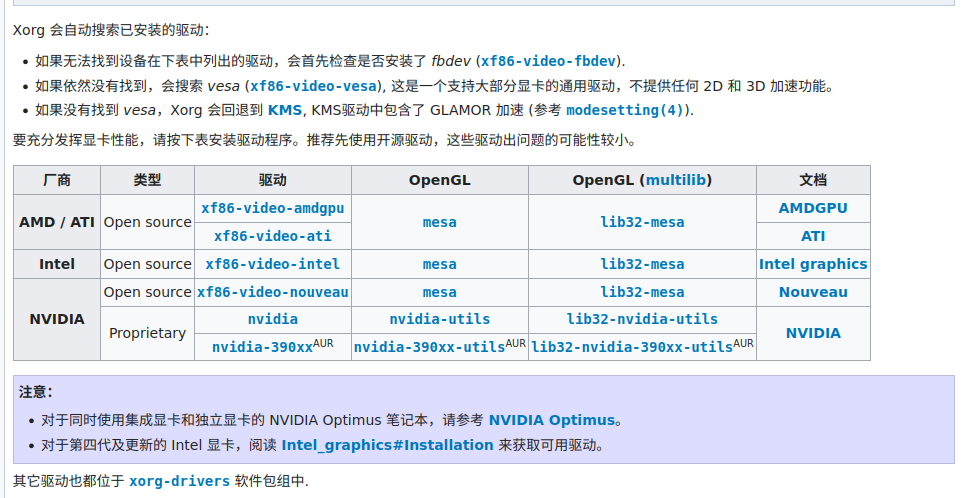 Xorg 会自动搜索已安装的驱动：
如果无法找到设备在下表中列出的驱动，会首先检查是否安装了 fbdev (xf86-video-fbdev).
如果依然没有找到，会搜索 vesa (xf86-video-vesa), 这是一个支持大部分显卡的通用驱动，不提供任何 2D 和 3D 加速功能。
如果没有找到 vesa，Xorg 会回退到 KMS, KMS驱动中包含了 GLAMOR 加速 (参考 modesetting(4)).
要充分发挥显卡性能，请按下表安装驱动程序。推荐先使用开源驱动，这些驱动出问题的可能性较小。
厂商 类型 驱动 OpenGL OpenGL (multilib) 文档
AMD / ATI Open source xf86-video-amdgpu mesa lib32-mesa AMDGPU
xf86-video-ati ATI
Intel Open source xf86-video-intel mesa lib32-mesa Intel graphics
NVIDIA Open source xf86-video-nouveau mesa lib32-mesa Nouveau
Proprietary nvidia nvidia-utils lib32-nvidia-utils NVIDIA
nvidia-390xxAUR nvidia-390xx-utilsAUR lib32-nvidia-390xx-utilsAUR
注意：
对于同时使用集成显卡和独立显卡的 NVIDIA Optimus 笔记本，请参考 NVIDIA Optimus。
对于第四代及更新的 Intel 显卡，阅读 Intel_graphics#Installation 来获取可用驱动。
其它驱动也都位于 xorg-drivers 软件包组中.